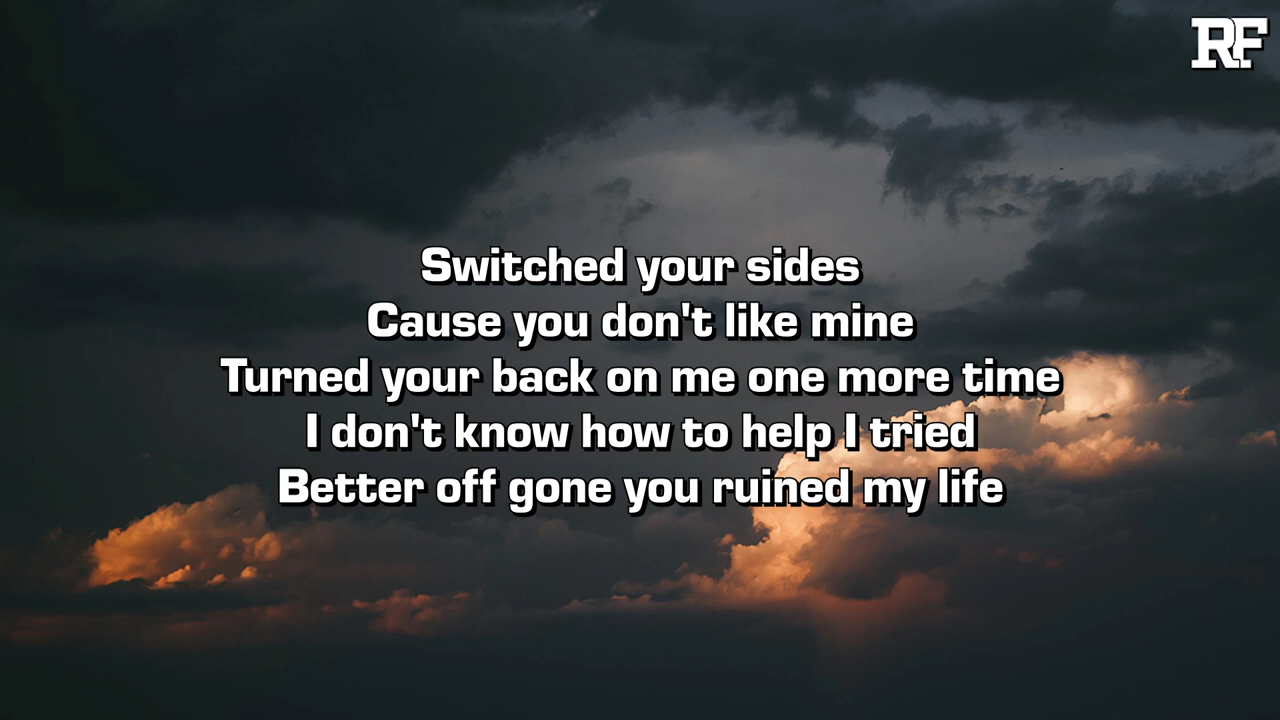 RF
Switched your sides
Cause you don't like mine
Turned your back on me one more time
I don't know how to help I tried
Better off gone you ruined my life